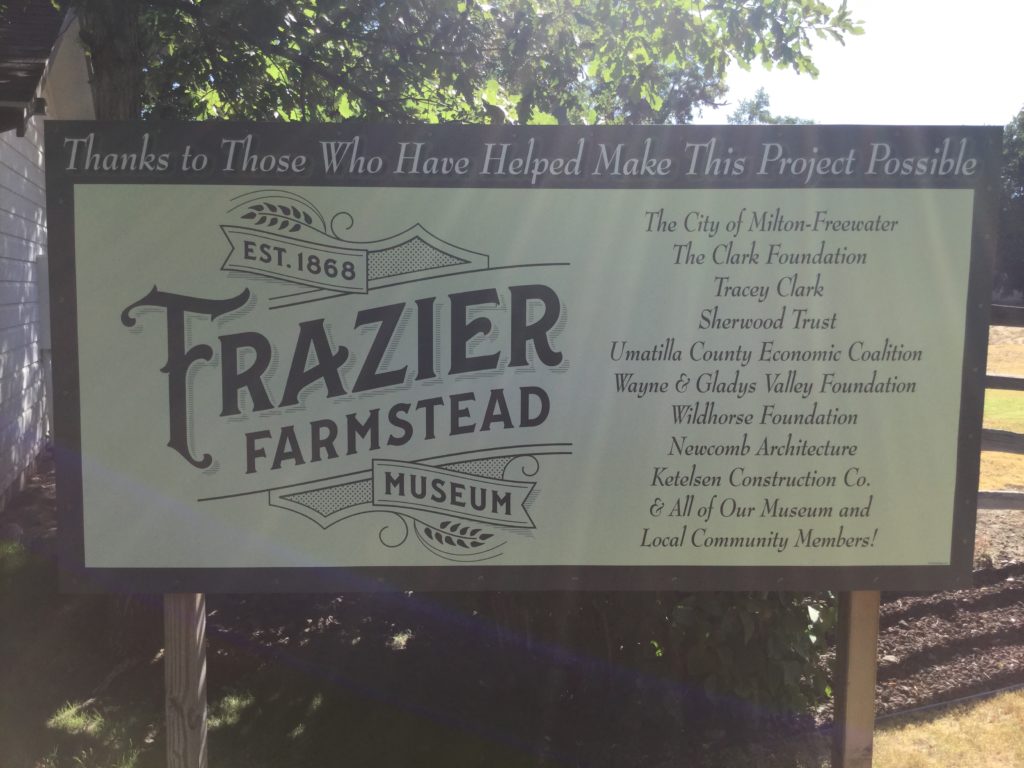 Thanks to Those Who Have Helped Make This Project Possible
EST. 1868
FRAZIER
FARMSTEAD
MUSEUM
The City of Milton-Freewater
The Clark Foundation
Tracey Clark
Sherwood Trust
Umatilla County Economic Coalition
Wayne & Gladys Valley Foundation
Wildhorse Foundation
Newcomb Architecture
Ketelsen Construction Co.
& All of Our Museum and
Local Community Members!